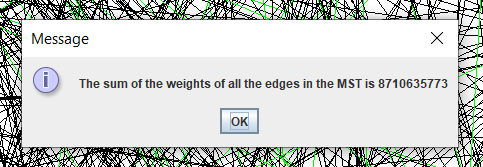 Message
The sum of the weights of all the edges in the MST is 8710635773
OK